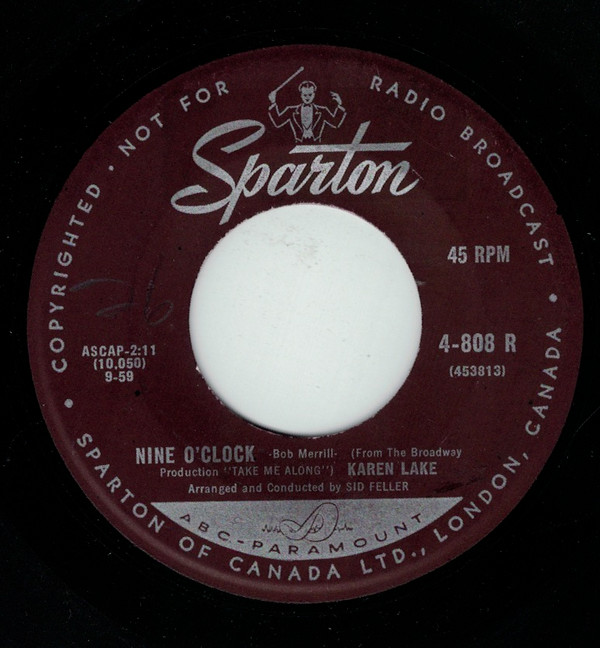 COPYRIGHTED · NOT FOR RADIO BROADCAST
Sparton
45 RPM
ASCAP-2:11
(10,050)
9-59
4-808 R
(453813)
NINE O'CLOCK -Bob Merrill- (From The Broadway
Production "TAKE ME ALONG") KAREN LAKE
Arranged and Conducted by SID FELLER
ABC-PARAMOUNT
• SPARTON OF CANADA LTD., LONDON, CANADA •